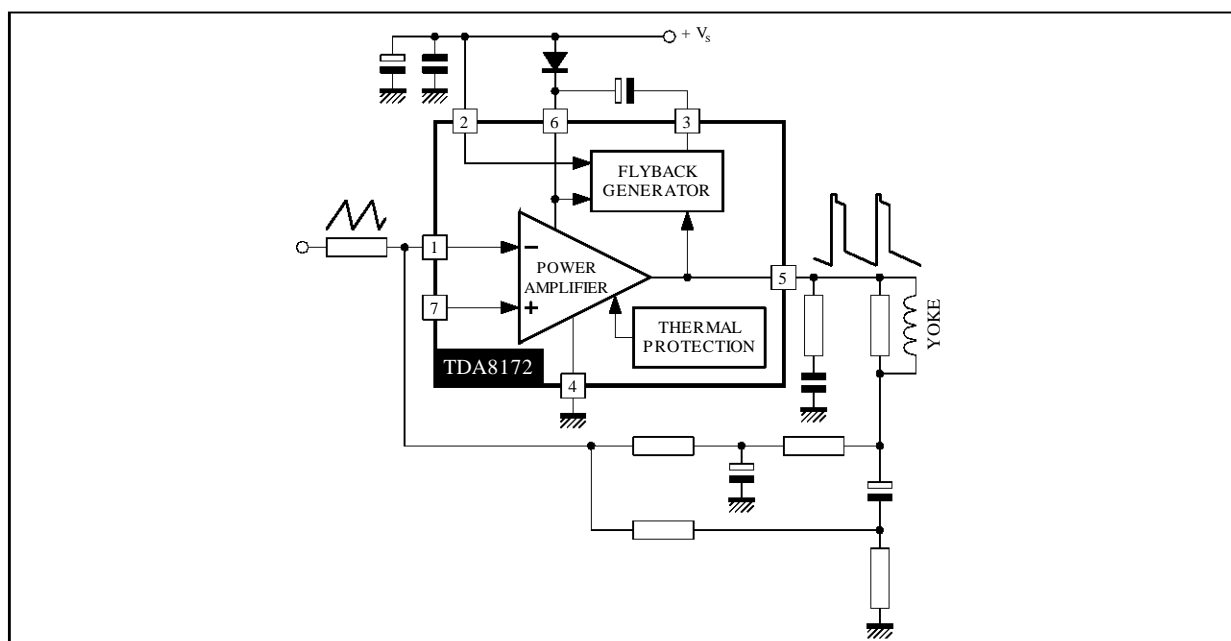 + Vs
2
6
3
FLYBACK
GENERATOR
1
−
POWER
AMPLIFIER
5
7
+
THERMAL
PROTECTION
YOKE
TDA8172
4